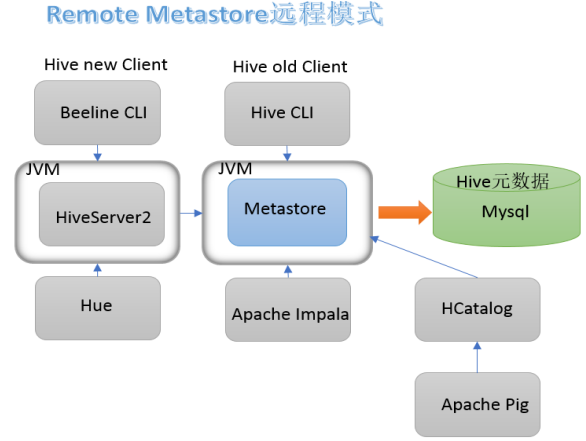 Remote Metastore远程模式
Hive new Client
Hive old Client
Beeline CLI
Hive CLI
JVM
JVM
HiveServer2
Metastore
Hive元数据
Mysql
Hue
Apache Impala
HCatalog
Apache Pig